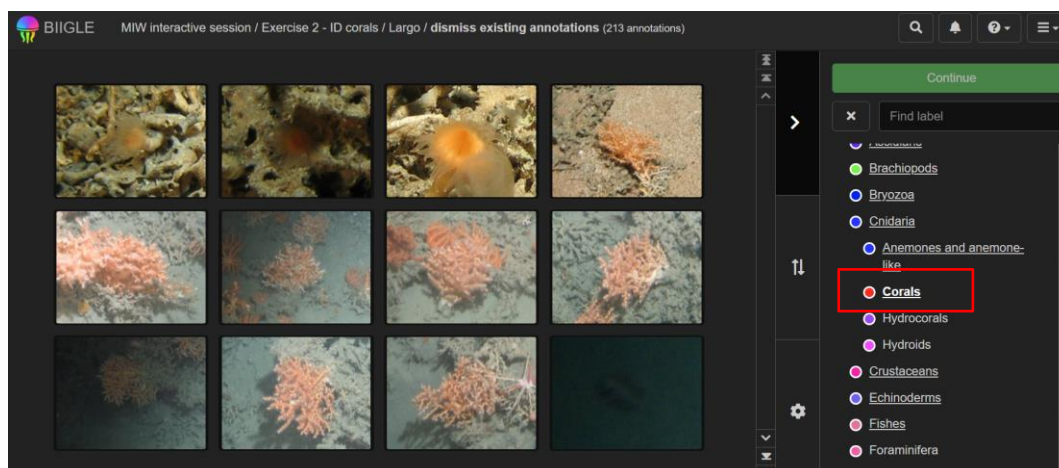 BIIGLE MIW interactive session / Exercise 2 - ID corals / Largo / dismiss existing annotations (213 annotations)
Continue
Find label
Brachiopods
Bryozoa
Cnidaria
Anemones and anemone-
like
Corals
Hydrocorals
Hydroids
Crustaceans
Echinoderms
Fishes
Foraminifera